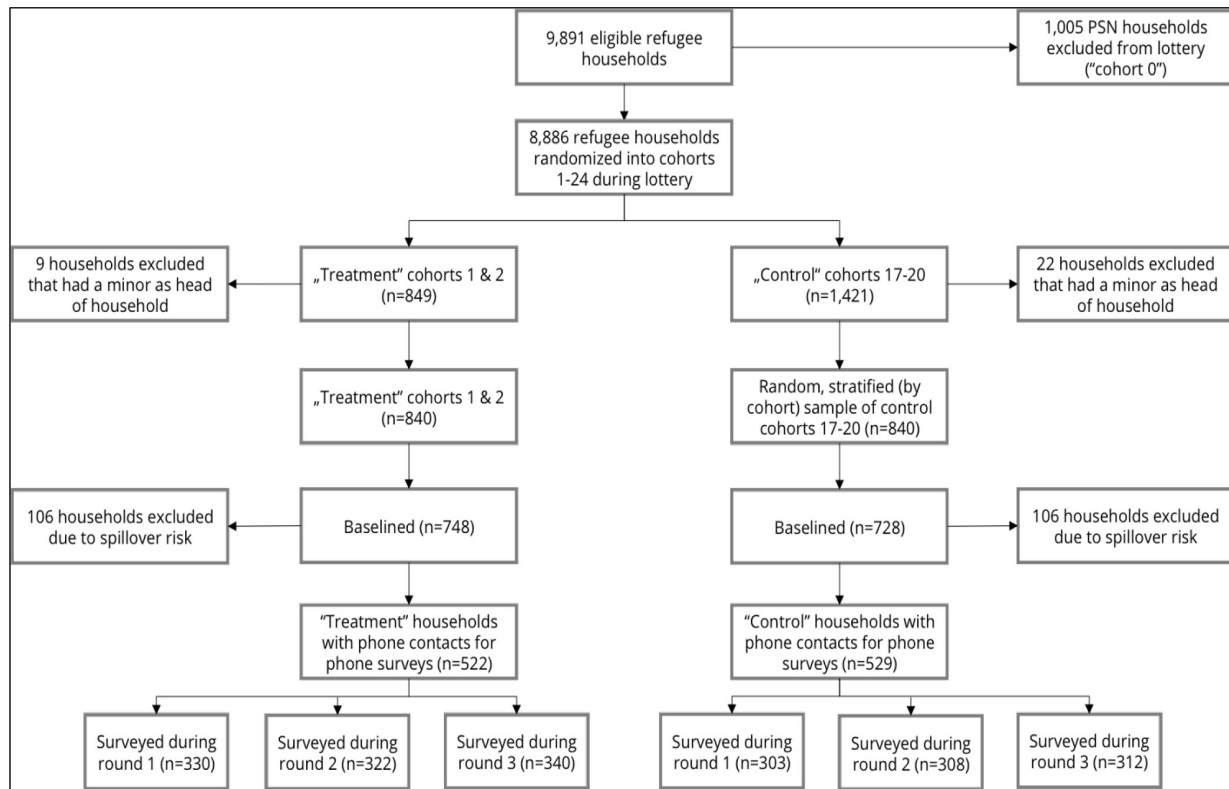 9,891 eligible refugee
households
1,005 PSN households
excluded from lottery
(“cohort 0”)
8,886 refugee households
randomized into cohorts
1-24 during lottery
9 households excluded
that had a minor as head
of household
„Treatment” cohorts 1 & 2
(n=849)
„Control“ cohorts 17-20
(n=1,421)
22 households excluded
that had a minor as head
of household
„Treatment” cohorts 1 & 2
(n=840)
Random, stratified (by
cohort) sample of control
cohorts 17-20 (n=840)
106 households excluded
due to spillover risk
Baselined (n=748)
Baselined (n=728)
106 households excluded
due to spillover risk
“Treatment” households
with phone contacts for
phone surveys (n=522)
“Control” households with
phone contacts for phone
surveys (n=529)
Surveyed during
round 1 (n=330)
Surveyed during
round 2 (n=322)
Surveyed during
round 3 (n=340)
Surveyed during
round 1 (n=303)
Surveyed during
round 2 (n=308)
Surveyed during
round 3 (n=312)